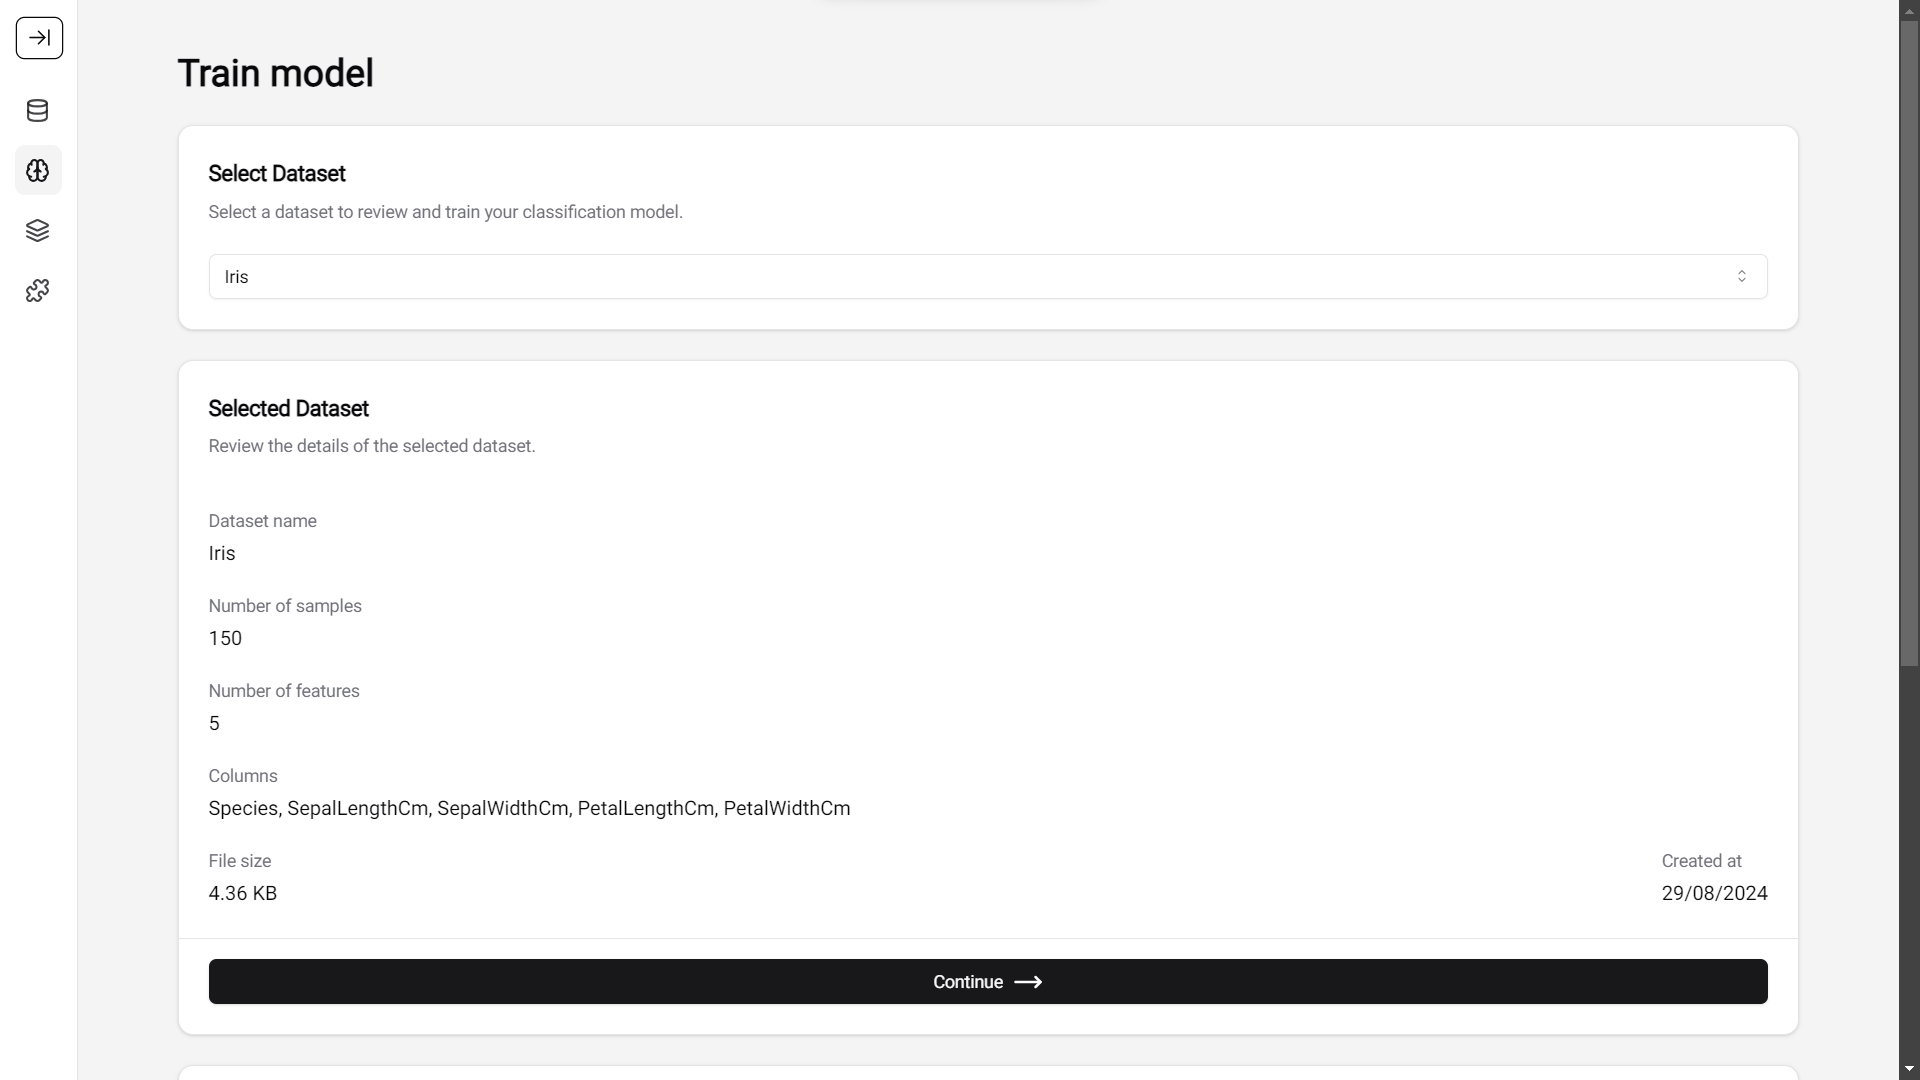 Train model
Select Dataset
Select a dataset to review and train your classification model.
Iris
Selected Dataset
Review the details of the selected dataset.
Dataset name
Iris
Number of samples
150
Number of features
5
Columns
Species, SepalLengthCm, SepalWidthCm, PetalLengthCm, PetalWidthCm
File size
4.36 KB
Created at
29/08/2024
Continue